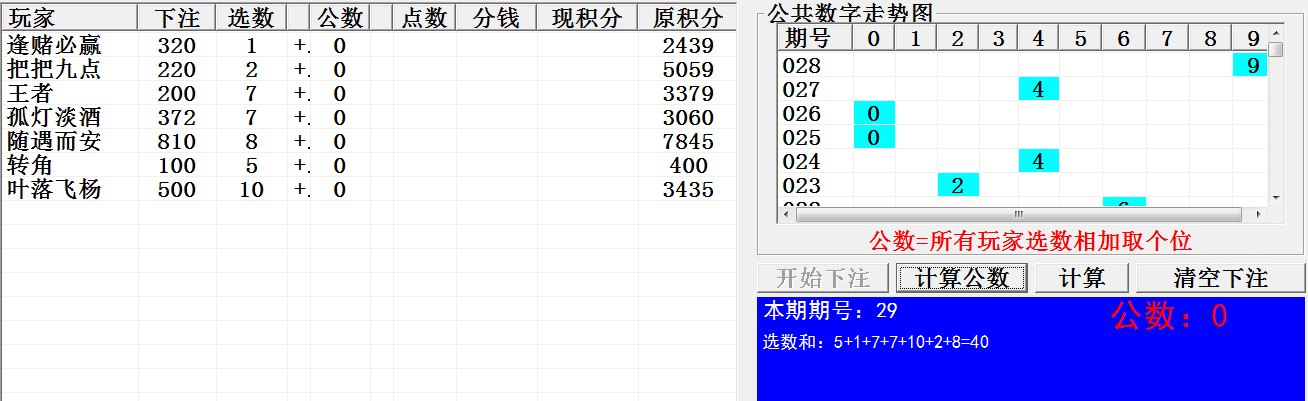 玩家 下注 选数 公数 点数 分钱 现积分 原积分
逢赌必赢 320 1 +. 0 2439
把把九点 220 2 +. 0 5059
王者 200 7 +. 0 3379
孤灯淡酒 372 7 +. 0 3060
随遇而安 810 8 +. 0 7845
转角 100 5 +. 0 400
叶落飞杨 500 10 +. 0 3435
公共数字走势图
期号 0 1 2 3 4 5 6 7 8 9
028 9
027 4
026 0
025 0
024 4
023 2
公数=所有玩家选数相加取个位
开始下注 计算公数 计算 清空下注
本期期号：29 公数：0
选数和：5+1+7+7+10+2+8=40